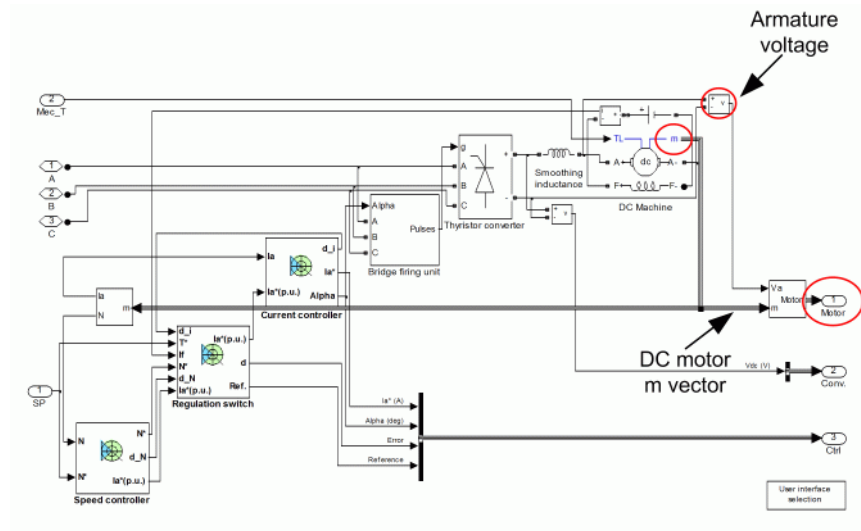 Armature
voltage
2
Mec_T
+
-
v
TL
m
A+
dc
A-
F+
F-
DC Machine
g
A
B
C
+
-
Thyristor converter
Smoothing
inductance
+
-
v
1
A
2
B
3
C
Alpha
A
B
C
Pulses
Bridge firing unit
Ia
Ia*(p.u.)
d_i
Ia*
Alpha
Current controller
Ia
N
m
Va
m
Motor
1
Motor
d_i
T*
If
N*
d_N
Ia*(p.u.)
Ia*(p.u.)
d
Ref.
Regulation switch
DC motor
m vector
Vdc (V)
2
Conv.
1
SP
N
N*
N*
d_N
Ia*(p.u.)
Speed controller
Ia* (A)
Alpha (deg)
Error
Reference
3
Ctrl
User interface
selection